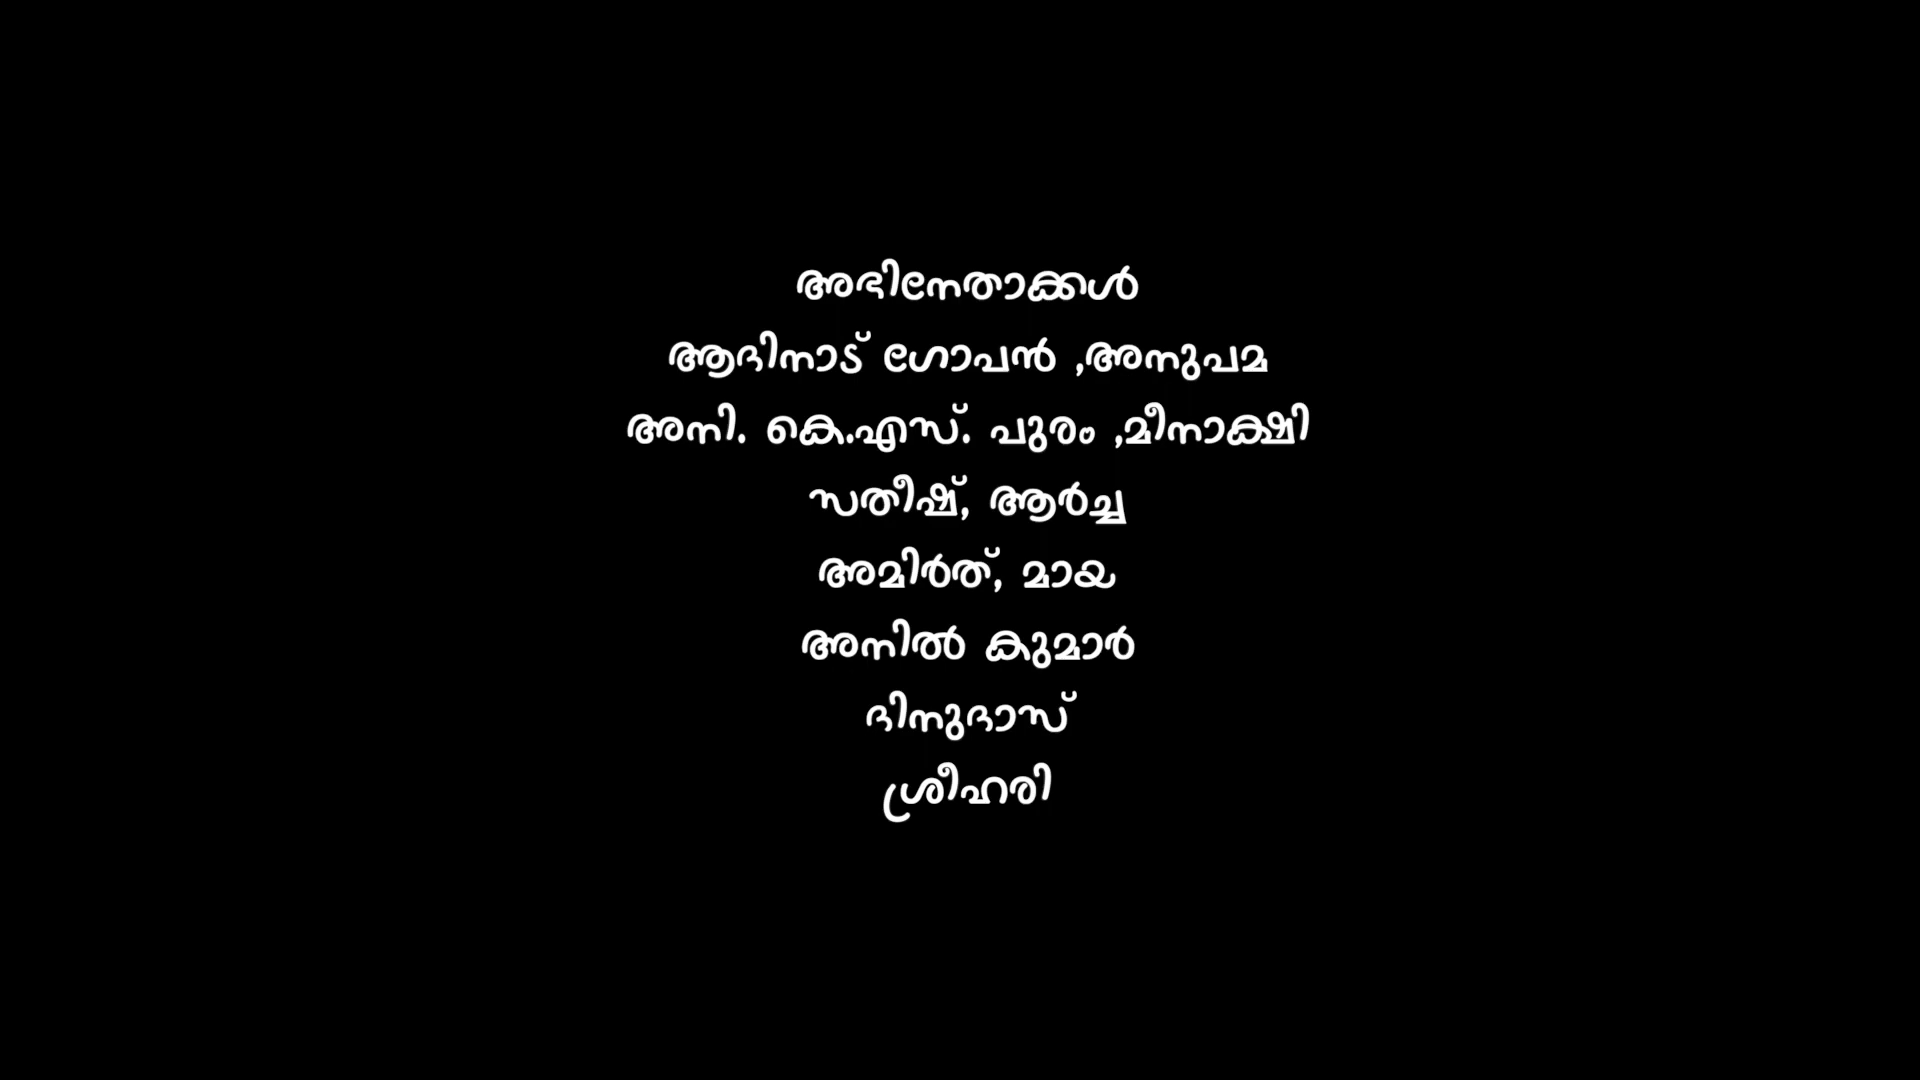 അഭിനേതാക്കൾ
ആദിനാട് ഗോപൻ ,അനുപമ
അനി. കെ.എസ്. പുരം ,മീനാക്ഷി
സതീഷ്, ആർച്ച
അമിർത്, മായ
അനിൽ കുമാർ
ദിനുദാസ്
ശ്രീഹരി